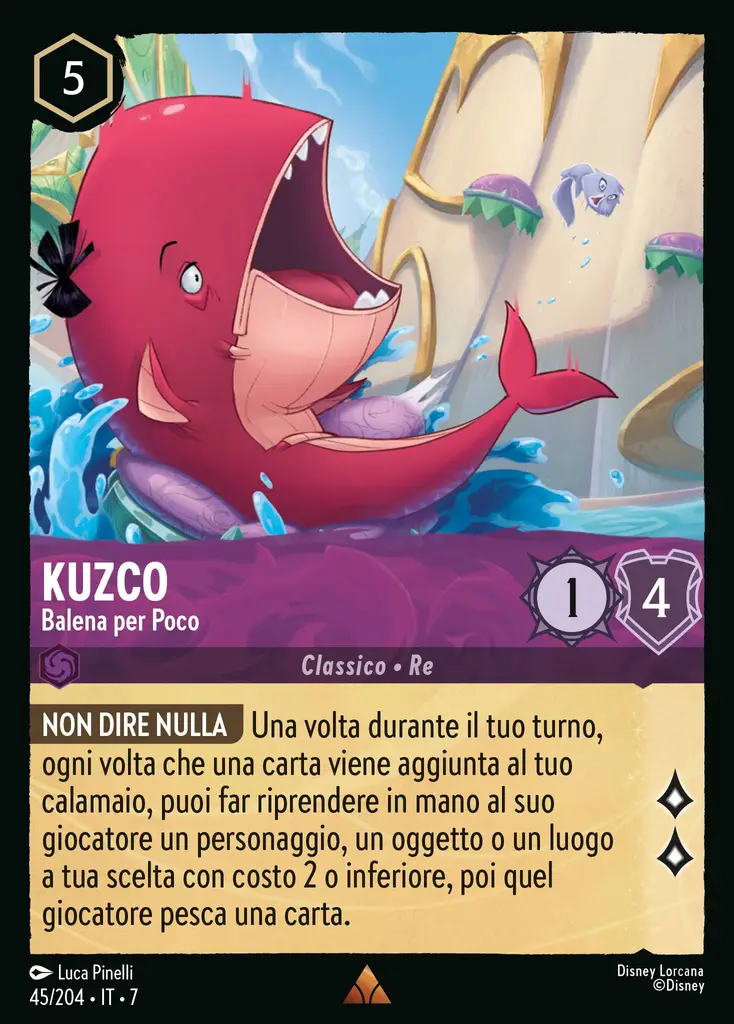 5
KUZCO
Balena per Poco
1
4
Classico • Re
NON DIRE NULLA Una volta durante il tuo turno,
ogni volta che una carta viene aggiunta al tuo
calamaio, puoi far riprendere in mano al suo
giocatore un personaggio, un oggetto o un luogo
a tua scelta con costo 2 o inferiore, poi quel
giocatore pesca una carta.
Luca Pinelli
45/204 • IT • 7
Disney Lorcana
©Disney